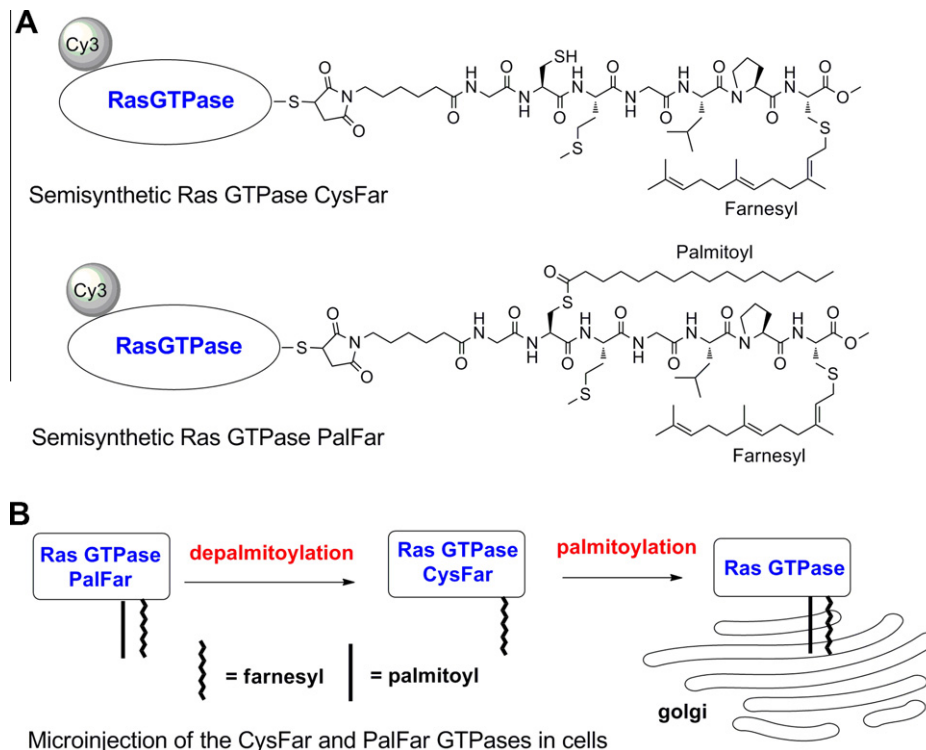 A
Cy3
RasGTPase
S
O
N
O
O
H
N
N
H
O
SH
O
H
N
S
O
N
H
O
H
N
O
N
O
H
N
O
O
S
Farnesyl
Semisynthetic Ras GTPase CysFar
Palmitoyl
Cy3
RasGTPase
S
O
N
O
O
H
N
O
N
H
O
S
O
H
N
S
O
N
H
O
H
N
O
N
O
H
N
O
O
S
Farnesyl
Semisynthetic Ras GTPase PalFar
B
Ras GTPase
PalFar
depalmitoylation
Ras GTPase
CysFar
palmitoylation
Ras GTPase
= farnesyl
= palmitoyl
golgi
Microinjection of the CysFar and PalFar GTPases in cells